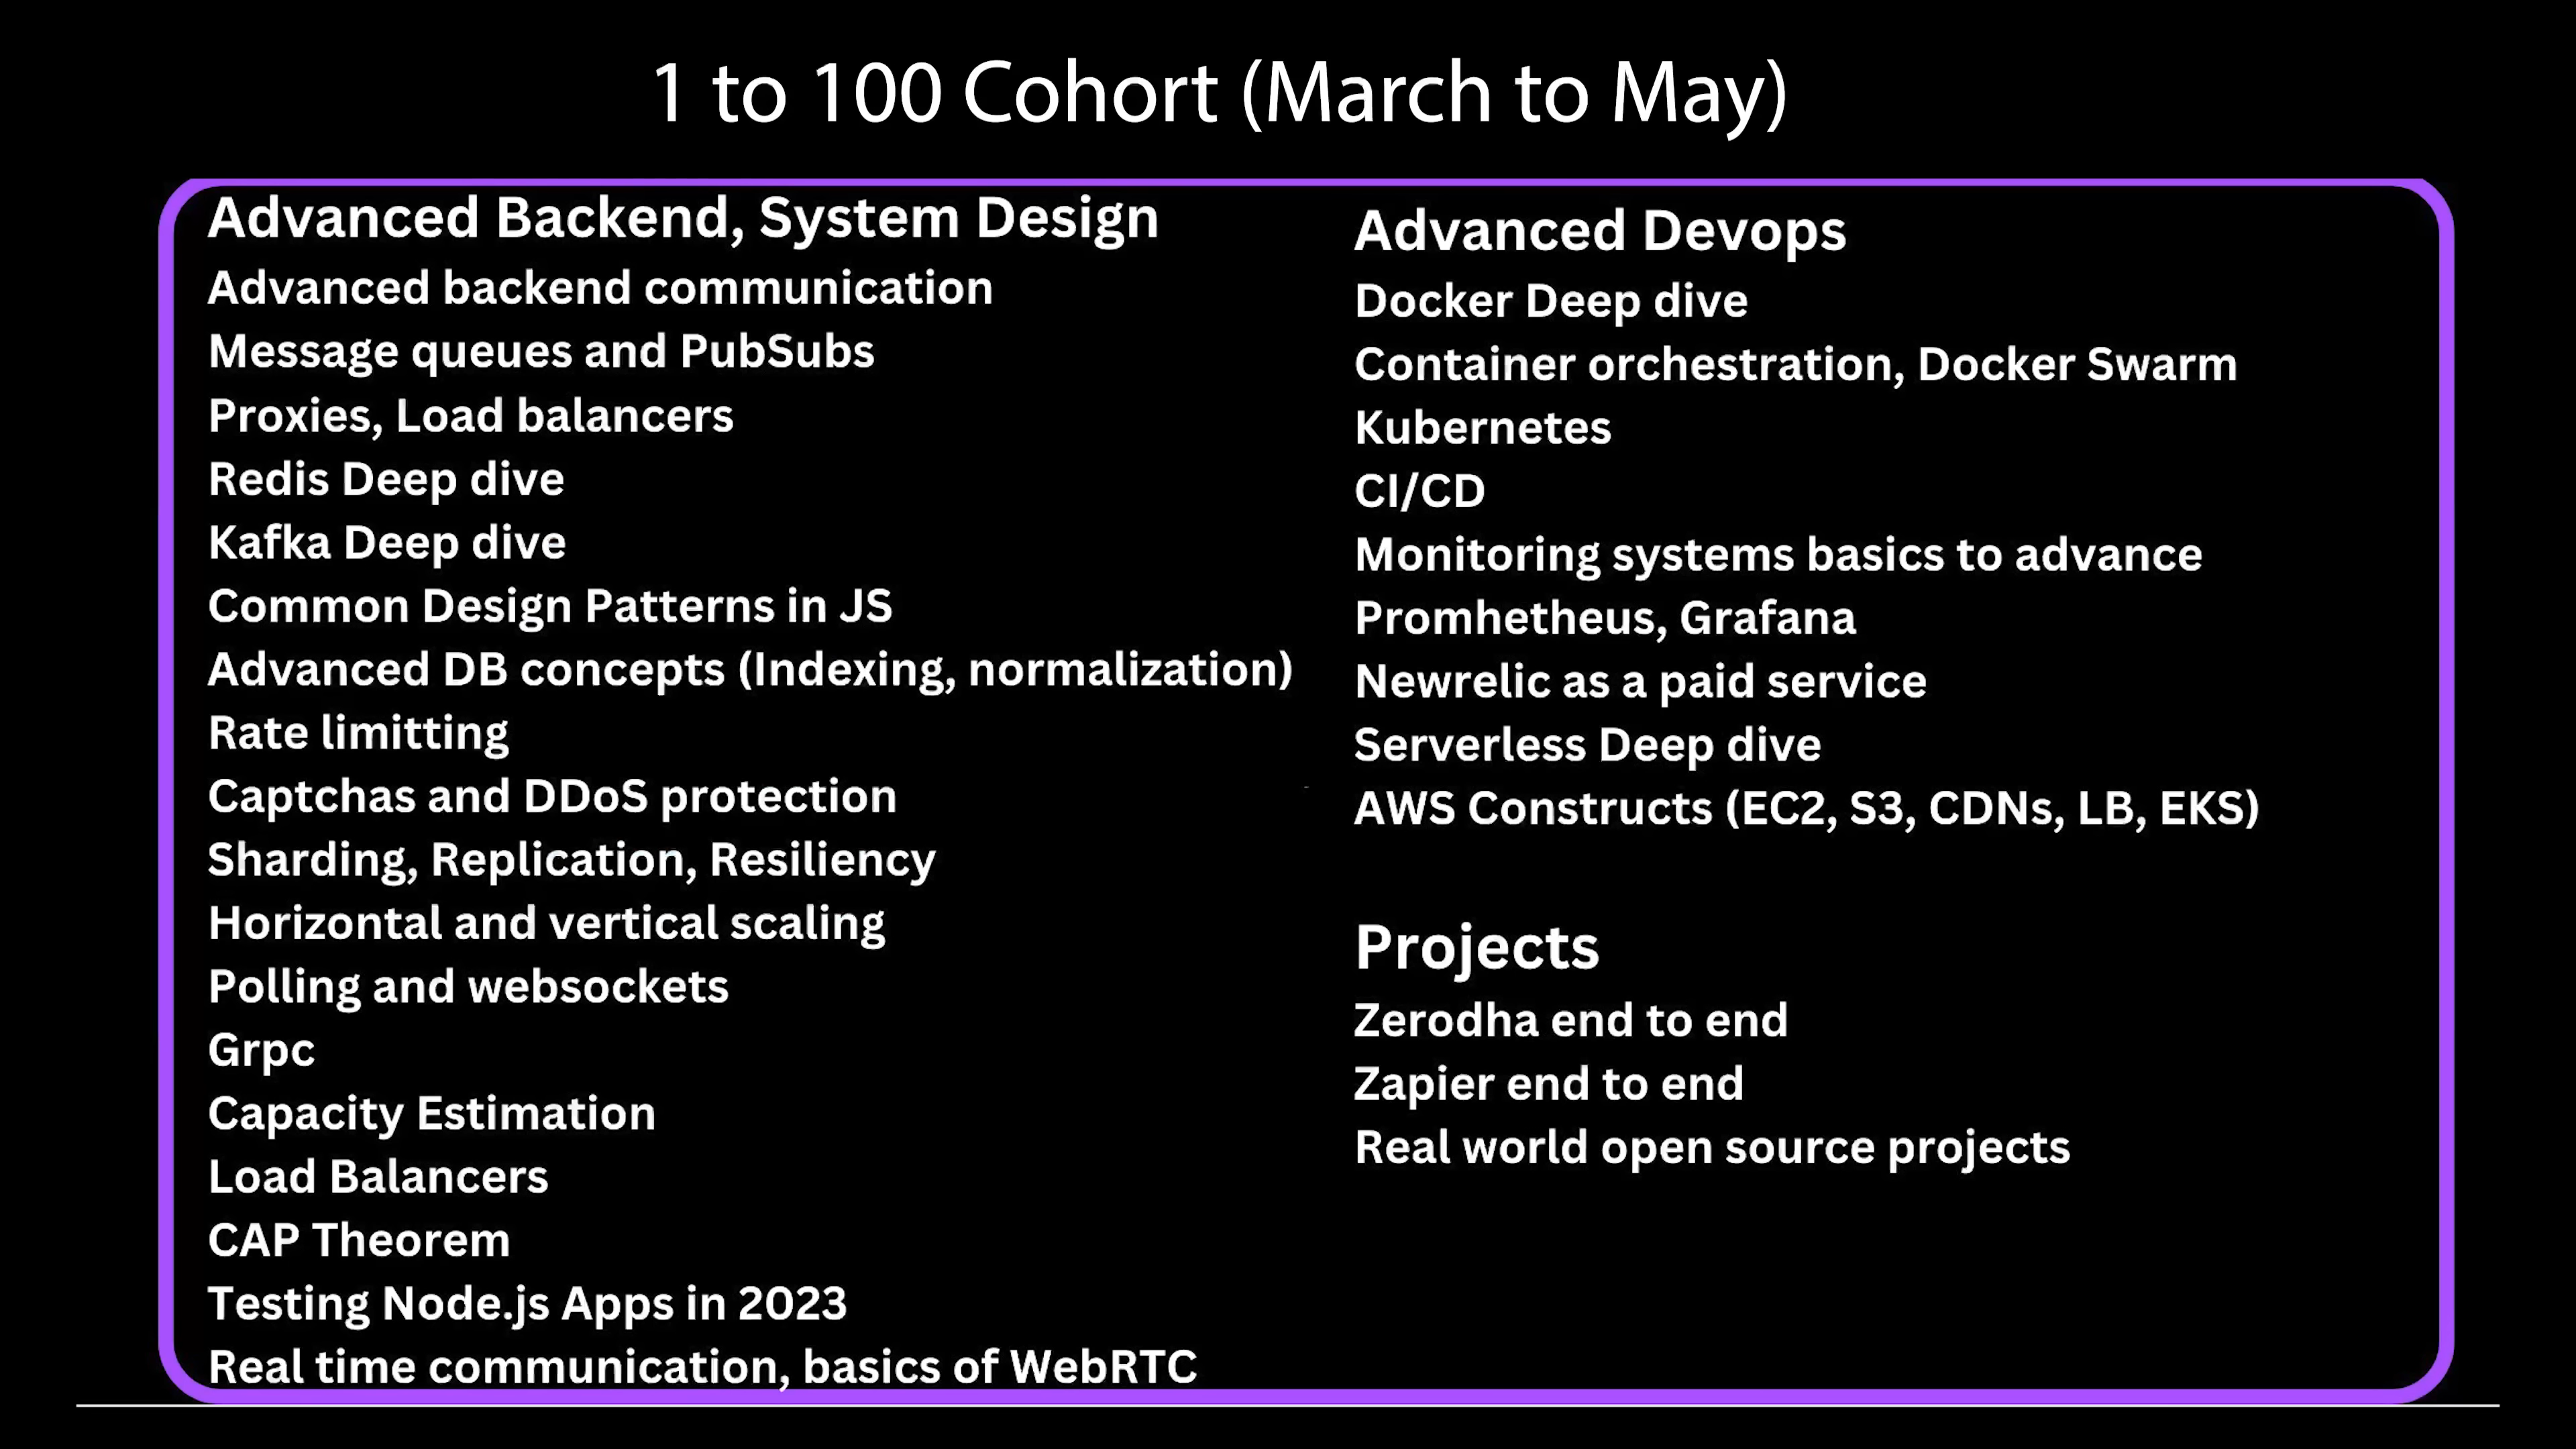 1 to 100 Cohort (March to May)
Advanced Backend, System Design
Advanced backend communication
Message queues and PubSubs
Proxies, Load balancers
Redis Deep dive
Kafka Deep dive
Common Design Patterns in JS
Advanced DB concepts (Indexing, normalization)
Rate limitting
Captchas and DDoS protection
Sharding, Replication, Resiliency
Horizontal and vertical scaling
Polling and websockets
Grpc
Capacity Estimation
Load Balancers
CAP Theorem
Testing Node.js Apps in 2023
Real time communication, basics of WebRTC
Advanced Devops
Docker Deep dive
Container orchestration, Docker Swarm
Kubernetes
CI/CD
Monitoring systems basics to advance
Promhetheus, Grafana
Newrelic as a paid service
Serverless Deep dive
AWS Constructs (EC2, S3, CDNs, LB, EKS)
Projects
Zerodha end to end
Zapier end to end
Real world open source projects